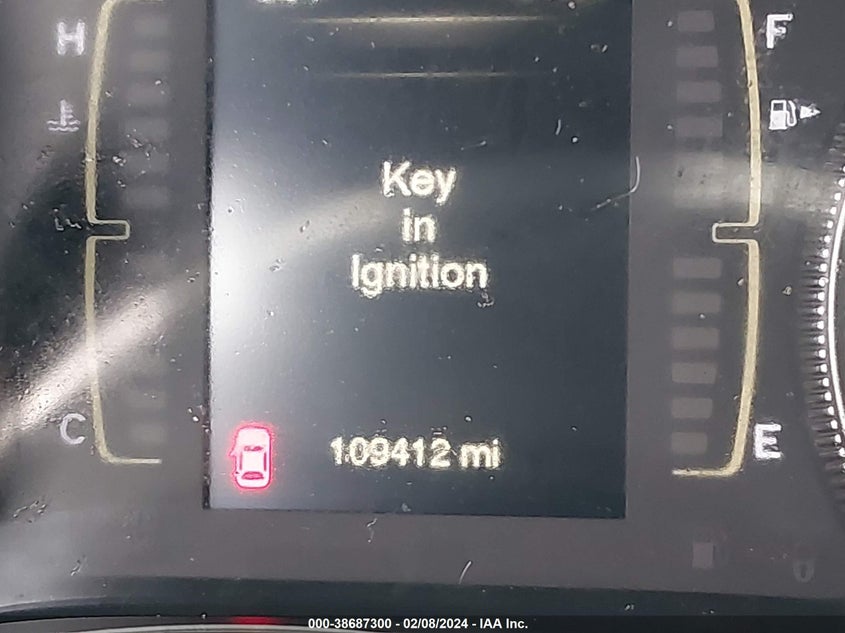 H
F
Key
in
Ignition
C
E
109412 mi
000-38687300 - 02/08/2024 - IAA Inc.